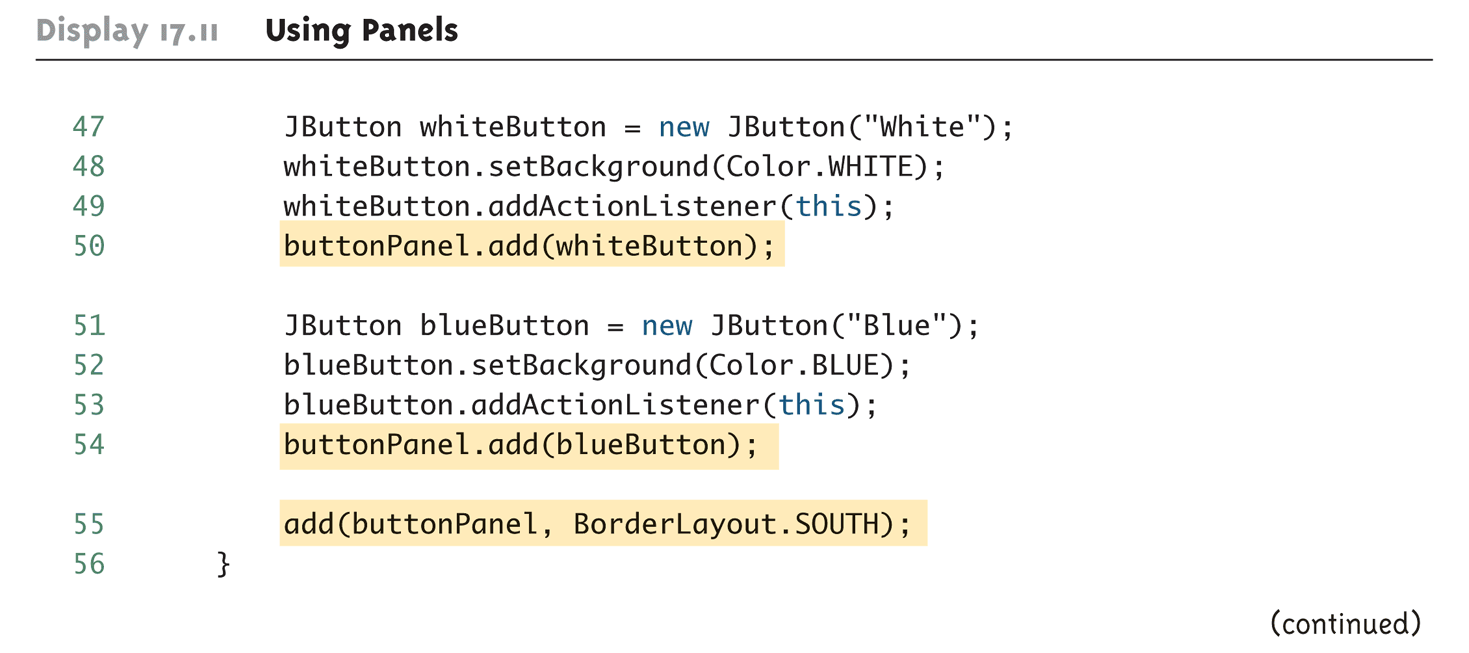 Display 17.11 Using Panels
47 JButton whiteButton = new JButton("White");
48 whiteButton.setBackground(Color.WHITE);
49 whiteButton.addActionListener(this);
50 buttonPanel.add(whiteButton);
51 JButton blueButton = new JButton("Blue");
52 blueButton.setBackground(Color.BLUE);
53 blueButton.addActionListener(this);
54 buttonPanel.add(blueButton);
55 add(buttonPanel, BorderLayout.SOUTH);
56 }
(continued)